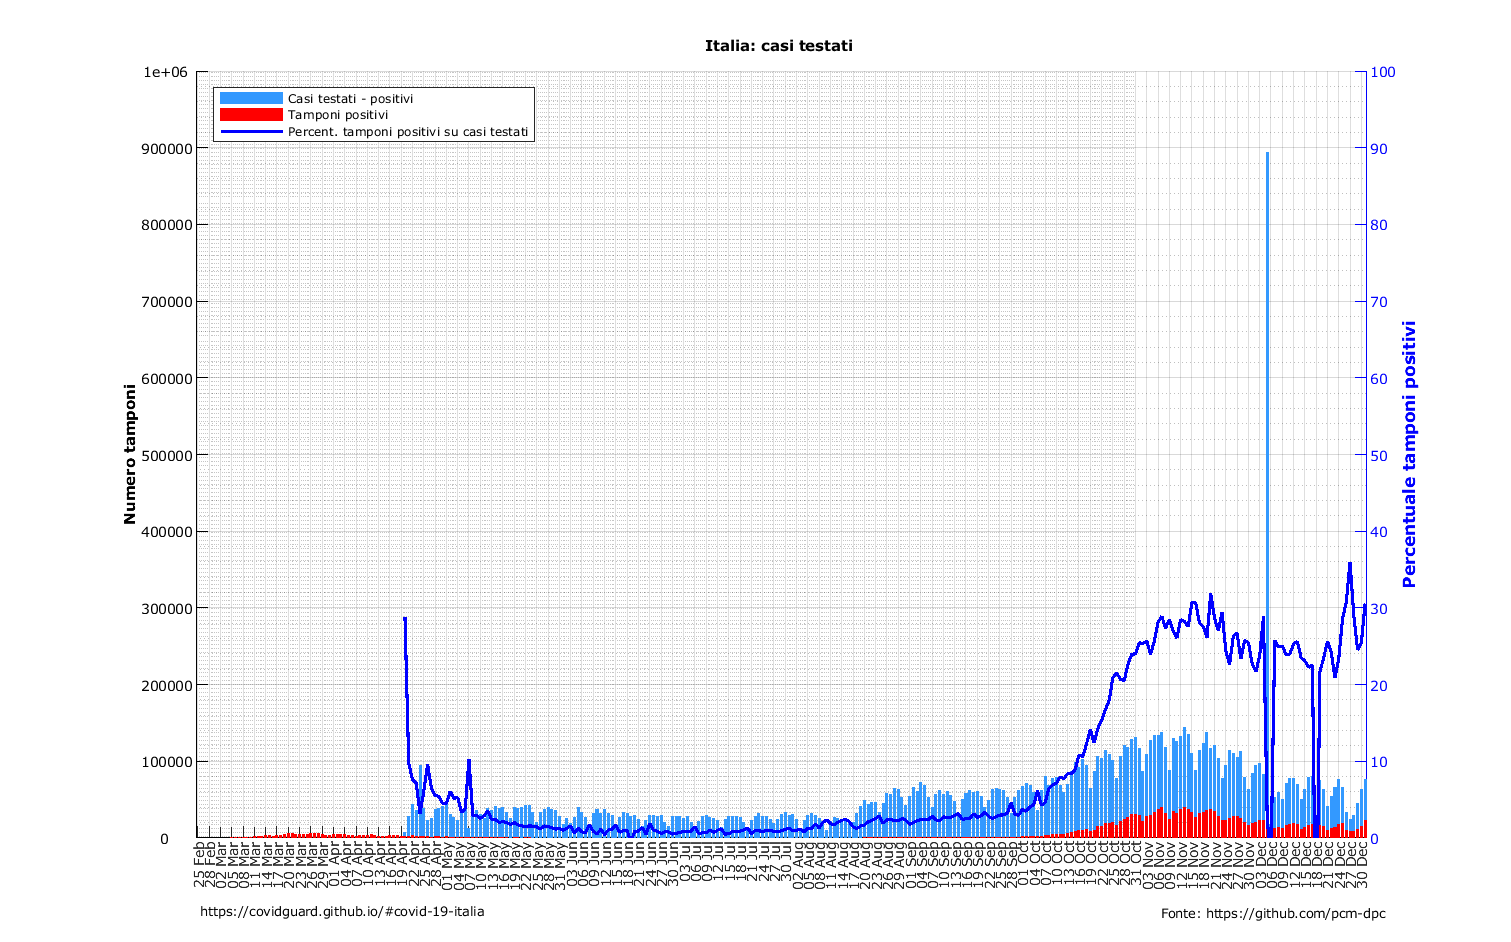 Italia: casi testati
1e+06
900000
800000
700000
600000
500000
400000
300000
200000
100000
0
Numero tamponi
Casi testati - positivi
Tamponi positivi
Percent. tamponi positivi su casi testati
100
90
80
70
60
50
40
30
20
10
0
Percentuale tamponi positivi
25 Feb
28 Feb
02 Mar
05 Mar
08 Mar
11 Mar
14 Mar
17 Mar
20 Mar
23 Mar
26 Mar
29 Mar
01 Apr
04 Apr
07 Apr
10 Apr
13 Apr
16 Apr
19 Apr
22 Apr
25 Apr
28 Apr
01 May
04 May
07 May
10 May
13 May
16 May
19 May
22 May
25 May
28 May
31 May
03 Jun
06 Jun
09 Jun
12 Jun
15 Jun
18 Jun
21 Jun
24 Jun
27 Jun
30 Jun
03 Jul
06 Jul
09 Jul
12 Jul
15 Jul
18 Jul
21 Jul
24 Jul
27 Jul
30 Jul
02 Aug
05 Aug
08 Aug
11 Aug
14 Aug
17 Aug
20 Aug
23 Aug
26 Aug
29 Aug
01 Sep
04 Sep
07 Sep
10 Sep
13 Sep
16 Sep
19 Sep
22 Sep
25 Sep
28 Sep
01 Oct
04 Oct
07 Oct
10 Oct
13 Oct
16 Oct
19 Oct
22 Oct
25 Oct
28 Oct
31 Oct
03 Nov
06 Nov
09 Nov
12 Nov
15 Nov
18 Nov
21 Nov
24 Nov
27 Nov
30 Nov
03 Dec
06 Dec
09 Dec
12 Dec
15 Dec
18 Dec
21 Dec
24 Dec
27 Dec
30 Dec
https://covidguard.github.io/#covid-19-italia
Fonte: https://github.com/pcm-dpc